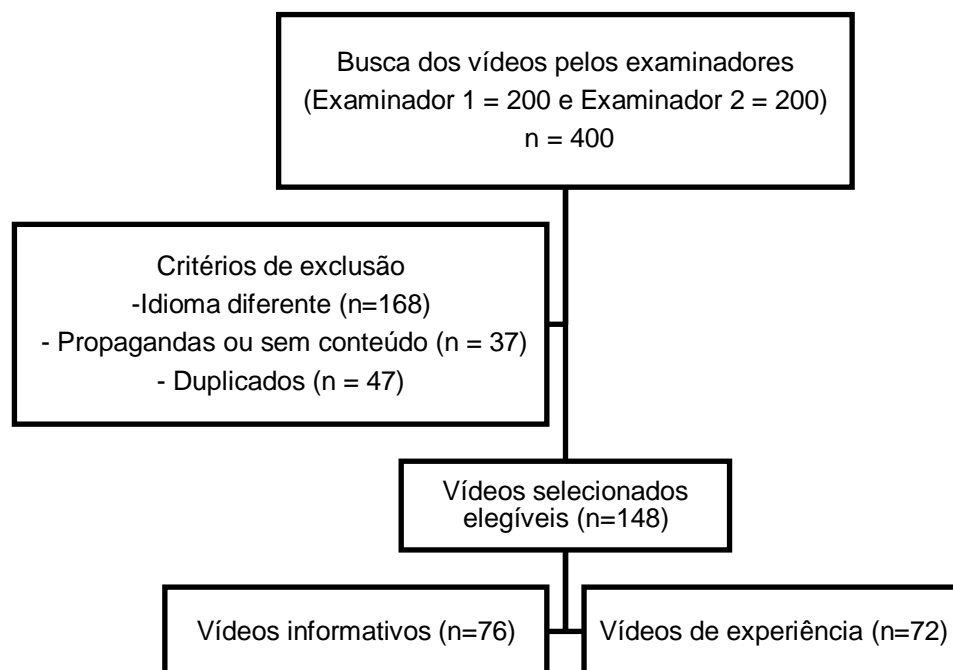 Busca dos vídeos pelos examinadores
(Examinador 1 = 200 e Examinador 2 = 200)
n = 400
Critérios de exclusão
-Idioma diferente (n=168)
- Propagandas ou sem conteúdo (n = 37)
- Duplicados (n = 47)
Vídeos selecionados
elegíveis (n=148)
Vídeos informativos (n=76)
Vídeos de experiência (n=72)